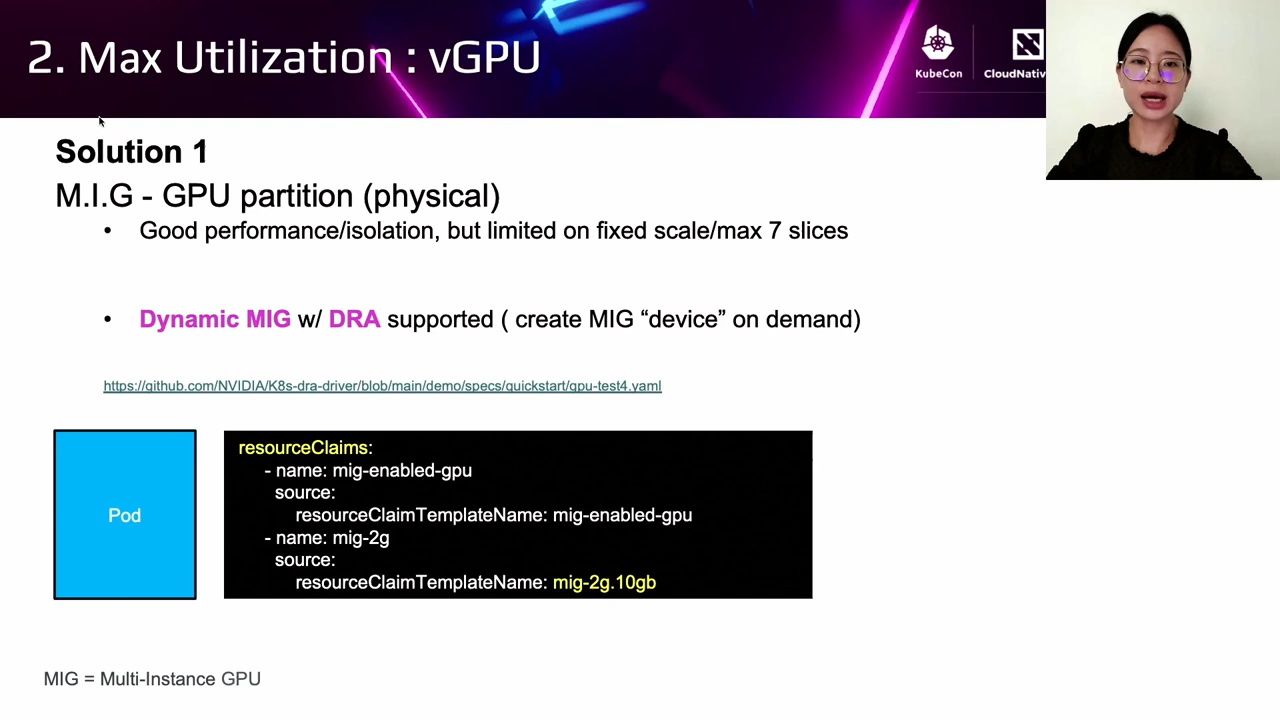 2. Max Utilization : vGPU
KubeCon
CloudNativ
Solution 1
M.I.G - GPU partition (physical)
• Good performance/isolation, but limited on fixed scale/max 7 slices
• Dynamic MIG w/ DRA supported ( create MIG “device” on demand)
https://github.com/NVIDIA/K8s-dra-driver/blob/main/demo/specs/quickstart/gpu-test4.yaml
Pod
resourceClaims:
- name: mig-enabled-gpu
source:
resourceClaimTemplateName: mig-enabled-gpu
- name: mig-2g
source:
resourceClaimTemplateName: mig-2g.10gb
MIG = Multi-Instance GPU